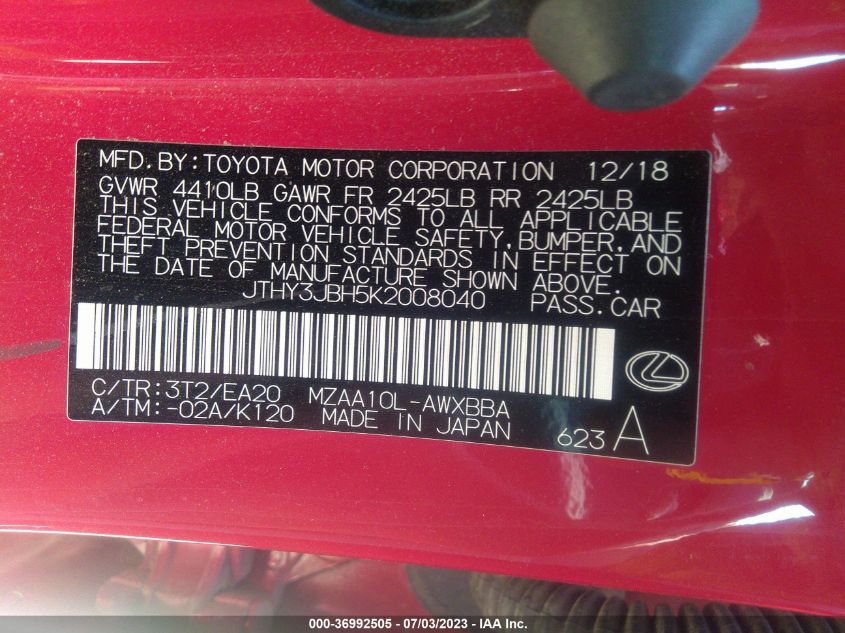 MFD.BY:TOYOTA MOTOR CORPORATION 12/18
GVWR 4410LB GAWR FR 2425LB RR 2425LB
THIS VEHICLE CONFORMS TO ALL APPLICABLE
FEDERAL MOTOR VEHICLE SAFETY,BUMPER,AND
THEFT PREVENTION STANDARDS IN EFFECT ON
THE DATE OF MANUFACTURE SHOWN ABOVE.
JTHY3JBH5K2008040 PASS.CAR
C/TR:3T2/EA20 MZAA10L-AWXBBA
A/TM:-02A/K120 MADE IN JAPAN 623 A
000-36992505 - 07/03/2023 - IAA Inc.